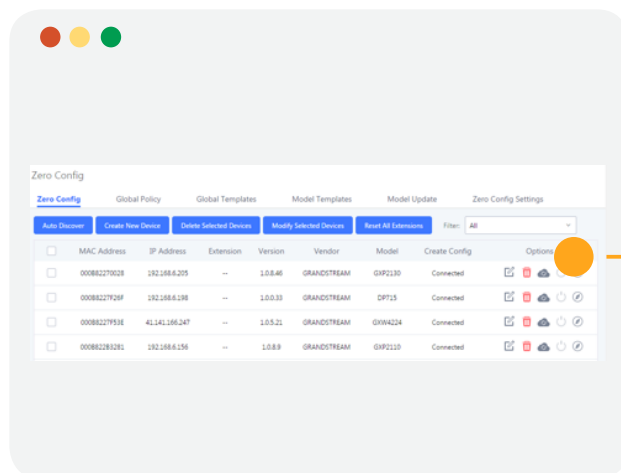 Zero Config
Zero Config Global Policy Global Templates Model Templates Model Update Zero Config Settings
Auto Discover Create New Device Delete Selected Devices Modify Selected Devices Reset All Extensions Filter: All
MAC Address IP Address Extension Version Vendor Model Create Config Options
000B82270028 192.168.6.205 -- 1.0.8.46 GRANDSTREAM GXP2130 Connected
000B8227F26F 192.168.6.198 -- 1.0.0.33 GRANDSTREAM DP715 Connected
000B8227F53E 41.141.166.247 -- 1.0.5.21 GRANDSTREAM GXW4224 Connected
000B822B3281 192.168.6.156 -- 1.0.8.9 GRANDSTREAM GXP2110 Connected